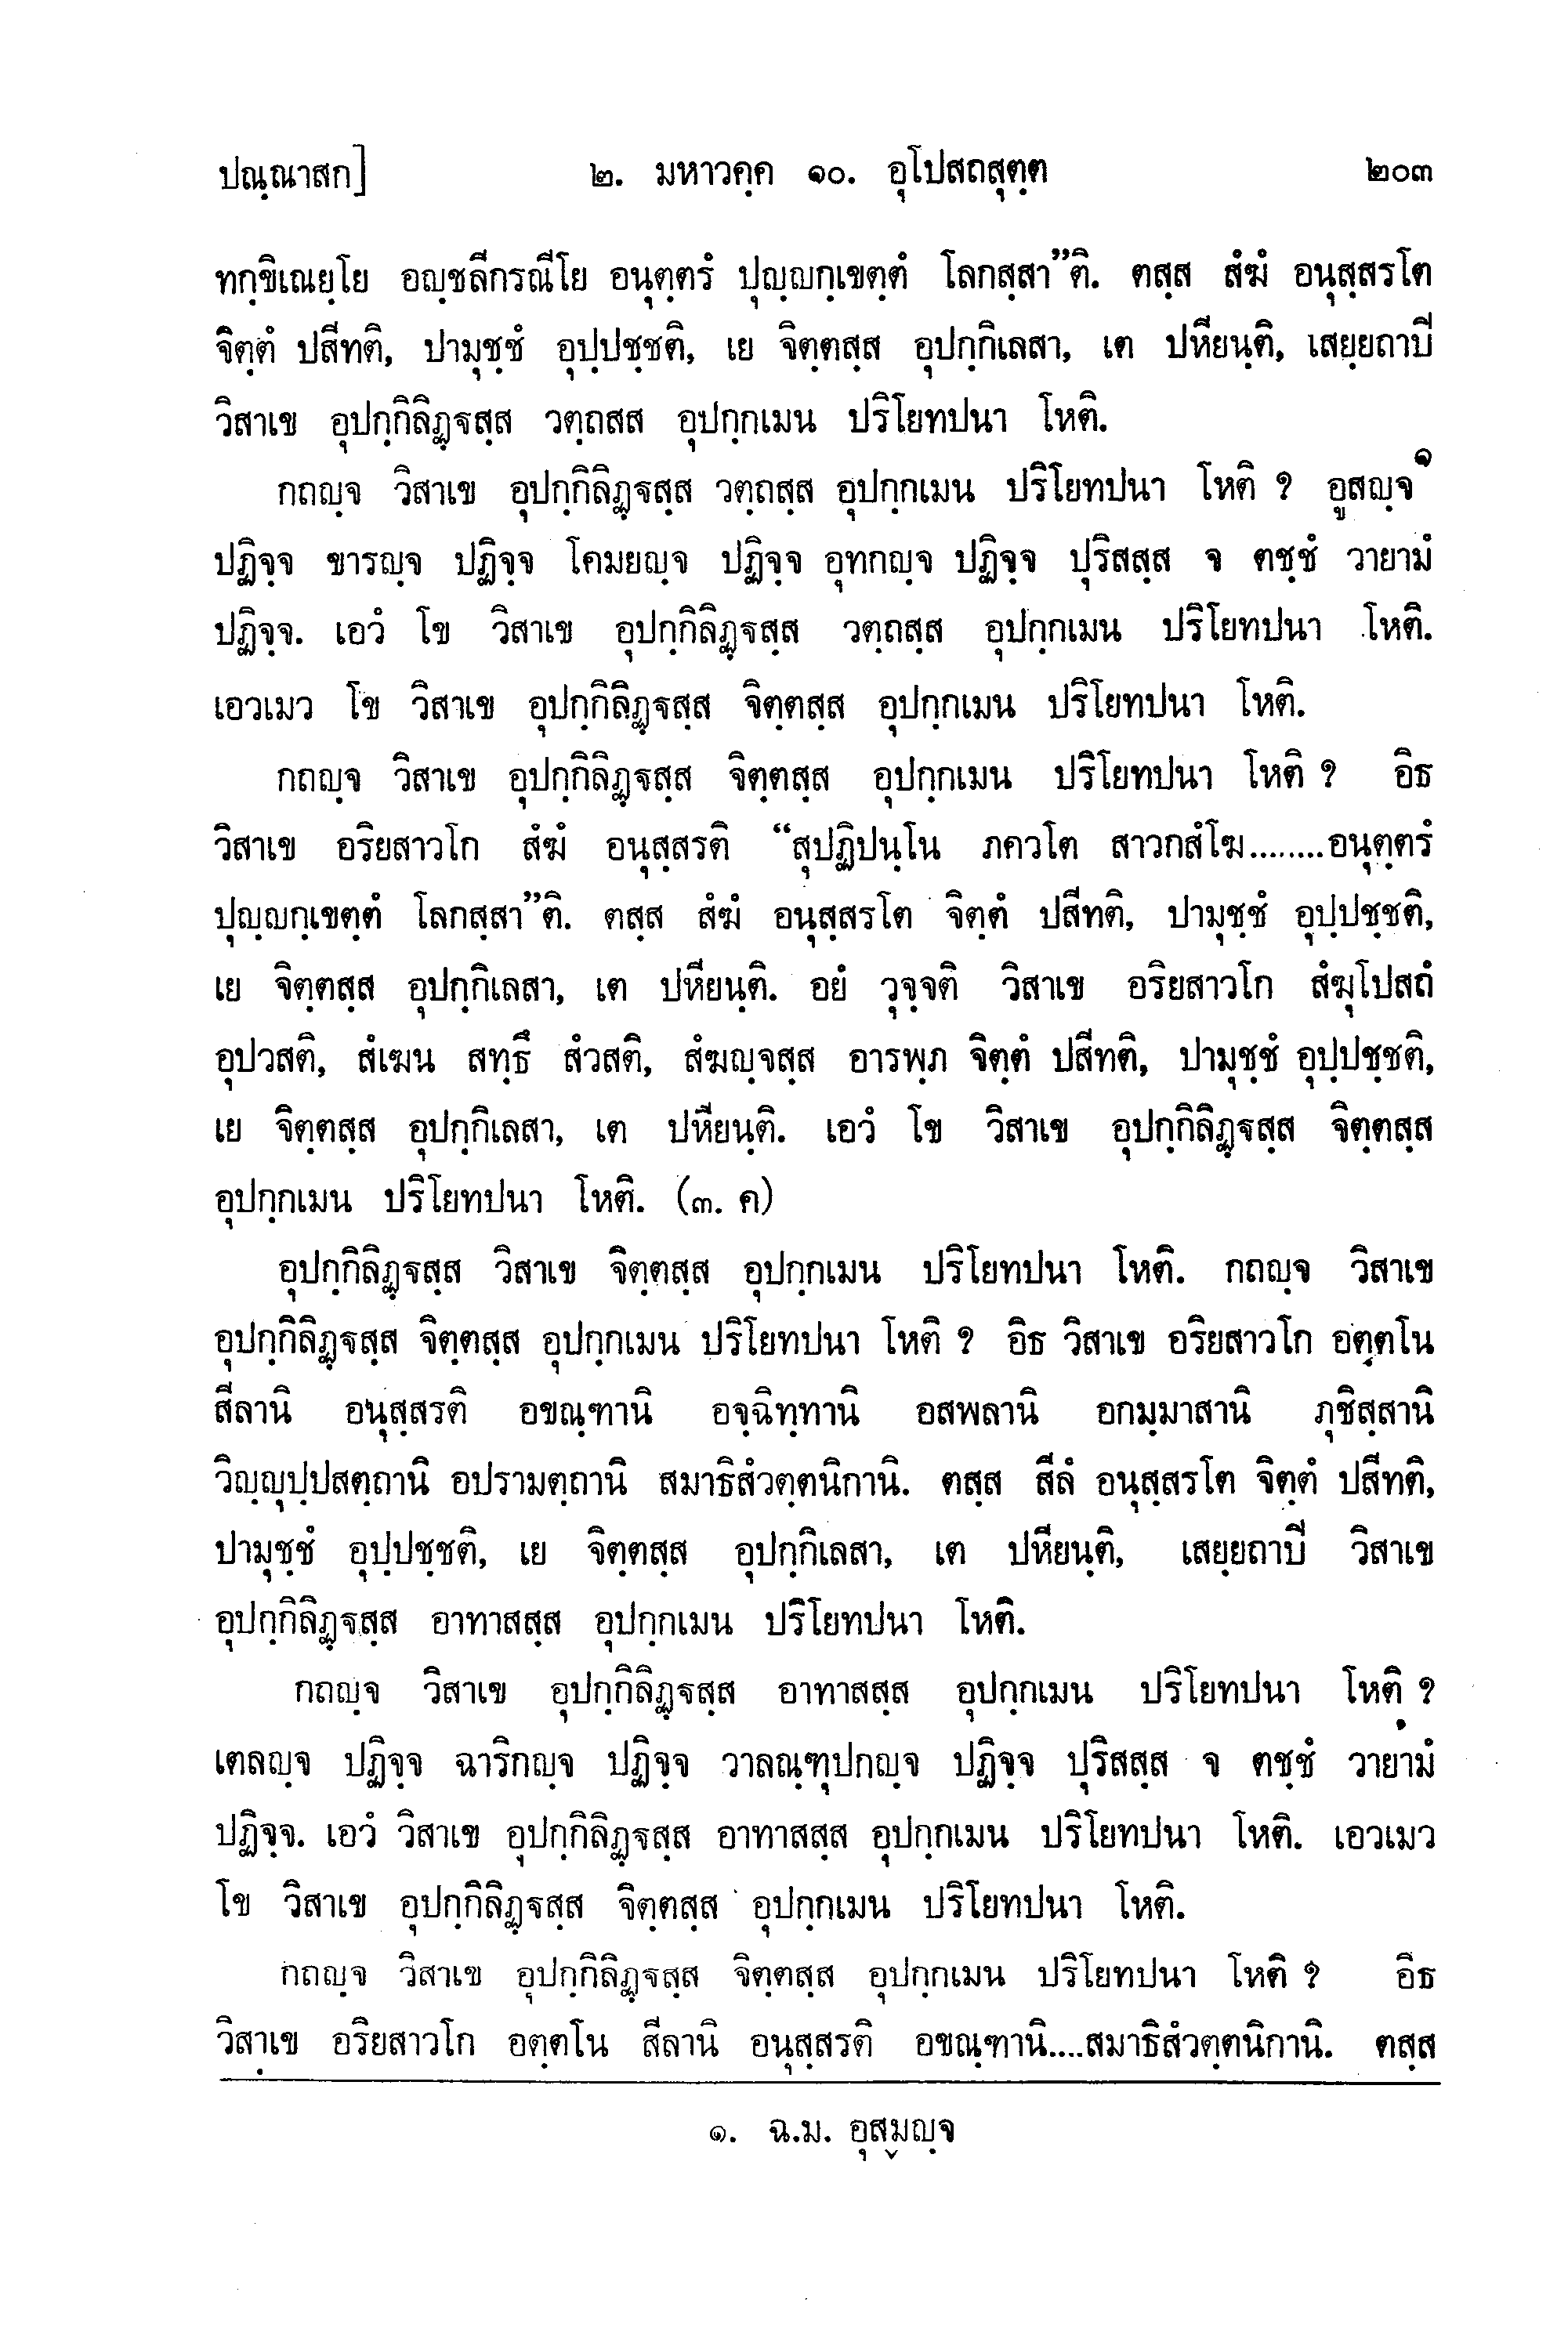 ปณฺณาสก] ๒. มหาวคฺค ๑๐. อุโปสถสุตฺต ๒๐๓
ทกฺขิเณยฺโย อญฺชลีกรณีโย อนุตฺตรํ ปุญฺญกฺเขตฺตํ โลกสฺสา”ติ. ตสฺส สํฆํ อนุสฺสรโต
จิตฺตํ ปสีทติ, ปามุชฺชํ อุปฺปชฺชติ, เย จิตฺตสฺส อุปกฺกิเลสา, เต ปหียนฺติ, เสยฺยถาปิ
วิสาเข อุปกฺกิลิฏฺฐสฺส วตฺถสส อุปกฺกเมน ปริโยทปนา โหติ.
กถญฺจ วิสาเข อุปกฺกิลิฏฺฐสฺส วตฺถสฺส อุปกฺกเมน ปริโยทปนา โหติ ? อูสญฺจ๑
ปฏิจฺจ ขารญฺจ ปฏิจฺจ โคมยญฺจ ปฏิจฺจ อุทกญฺจ ปฏิจฺจ ปุริสสฺส จ ตชฺชํ วายามํ
ปฏิจฺจ. เอวํ โข วิสาเข อุปกฺกิลิฏฺฐสฺส วตฺถสฺส อุปกฺกเมน ปริโยทปนา โหติ.
เอวเมว โข วิสาเข อุปกฺกิลิฏฺฐสฺส จิตฺตสฺส อุปกฺกเมน ปริโยทปนา โหติ.
กถญฺจ วิสาเข อุปกฺกิลิฏฺฐสฺส จิตฺตสฺส อุปกฺกเมน ปริโยทปนา โหติ ? อิธ
วิสาเข อริยสาวโก สํฆํ อนุสฺสรติ “สุปฏิปนฺโน ภควโต สาวกสํโฆ........อนุตฺตรํ
ปุญฺญกฺเขตฺตํ โลกสฺสา”ติ. ตสฺส สํฆํ อนุสฺสรโต จิตฺตํ ปสีทติ, ปามุชฺชํ อุปฺปชฺชติ,
เย จิตฺตสฺส อุปกฺกิเลสา, เต ปหียนฺติ. อยํ วุจฺจติ วิสาเข อริยสาวโก สํฆุโปสถํ
อุปวสติ, สํเฆน สทฺธึ สํวสติ, สํฆญฺจสฺส อารพฺภ จิตฺตํ ปสีทติ, ปามุชฺชํ อุปฺปชฺชติ,
เย จิตฺตสฺส อุปกฺกิเลสา, เต ปหียนฺติ. เอวํ โข วิสาเข อุปกฺกิลิฏฺฐสฺส จิตฺตสฺส
อุปกฺกเมน ปริโยทปนา โหติ. (๓. ค)
อุปกฺกิลิฏฺฐสฺส วิสาเข จิตฺตสฺส อุปกฺกเมน ปริโยทปนา โหติ. กถญฺจ วิสาเข
อุปกฺกิลิฏฺฐสฺส จิตฺตสฺส อุปกฺกเมน ปริโยทปนา โหติ ? อิธ วิสาเข อริยสาวโก อตฺตโน
สีลานิ อนุสฺสรติ อขณฺฑานิ อจฺฉิทฺทานิ อสพลานิ อกมฺมาสานิ ภุชิสฺสานิ
วิญฺญุปฺปสตฺถานิ อปรามตฺถานิ สมาธิสํวตฺตนิกานิ. ตสฺส สีลํ อนุสฺสรโต จิตฺตํ ปสีทติ,
ปามุชฺชํ อุปฺปชฺชติ, เย จิตฺตสฺส อุปกฺกิเลสา, เต ปหียนฺติ, เสยฺยถาปิ วิสาเข
อุปกฺกิลิฏฺฐสฺส อาทาสสฺส อุปกฺกเมน ปริโยทปนา โหติ.
กถญฺจ วิสาเข อุปกฺกิลิฏฺฐสฺส อาทาสสฺส อุปกฺกเมน ปริโยทปนา โหติ ?
เตลญฺจ ปฏิจฺจ ฉาริกญฺจ ปฏิจฺจ วาลณฺฑุปกญฺจ ปฏิจฺจ ปุริสสฺส จ ตชฺชํ วายามํ
ปฏิจฺจ. เอวํ วิสาเข อุปกฺกิลิฏฺฐสฺส อาทาสสฺส อุปกฺกเมน ปริโยทปนา โหติ. เอวเมว
โข วิสาเข อุปกฺกิลิฏฺฐสฺส จิตฺตสฺส อุปกฺกเมน ปริโยทปนา โหติ.
กถญฺจ วิสาเข อุปกฺกิลิฏฺฐสฺส จิตฺตสฺส อุปกฺกเมน ปริโยทปนา โหติ ? อิธ
วิสาเข อริยสาวโก อตฺตโน สีลานิ อนุสฺสรติ อขณฺฑานิ....สมาธิสํวตฺตนิกานิ. ตสฺส
๑. ฉ.ม. อุสฺมญฺจ